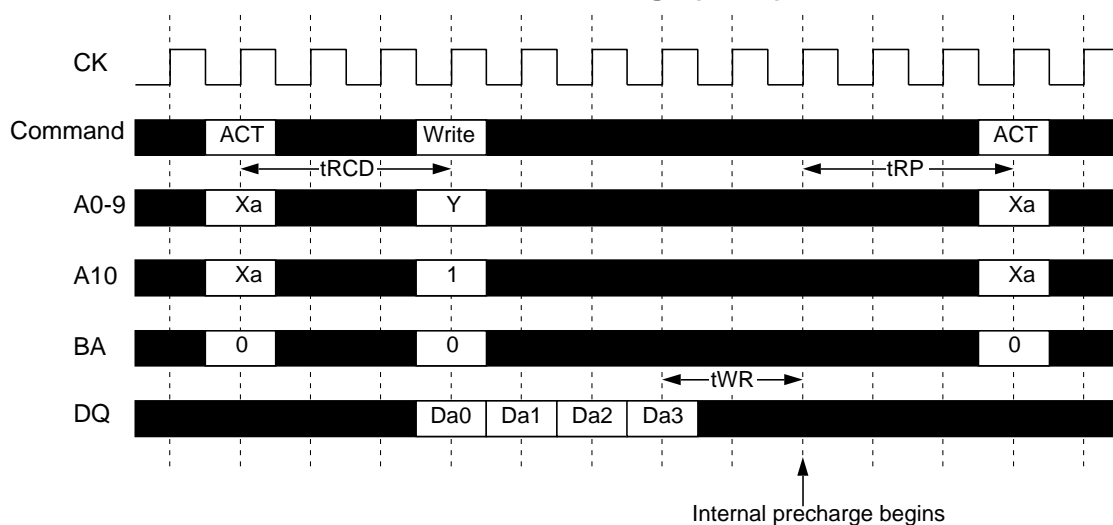 CK
Command ACT Write ACT
tRCD tRP
A0-9 Xa Y Xa
A10 Xa 1 Xa
BA 0 0 0
tWR
DQ Da0 Da1 Da2 Da3
Internal precharge begins